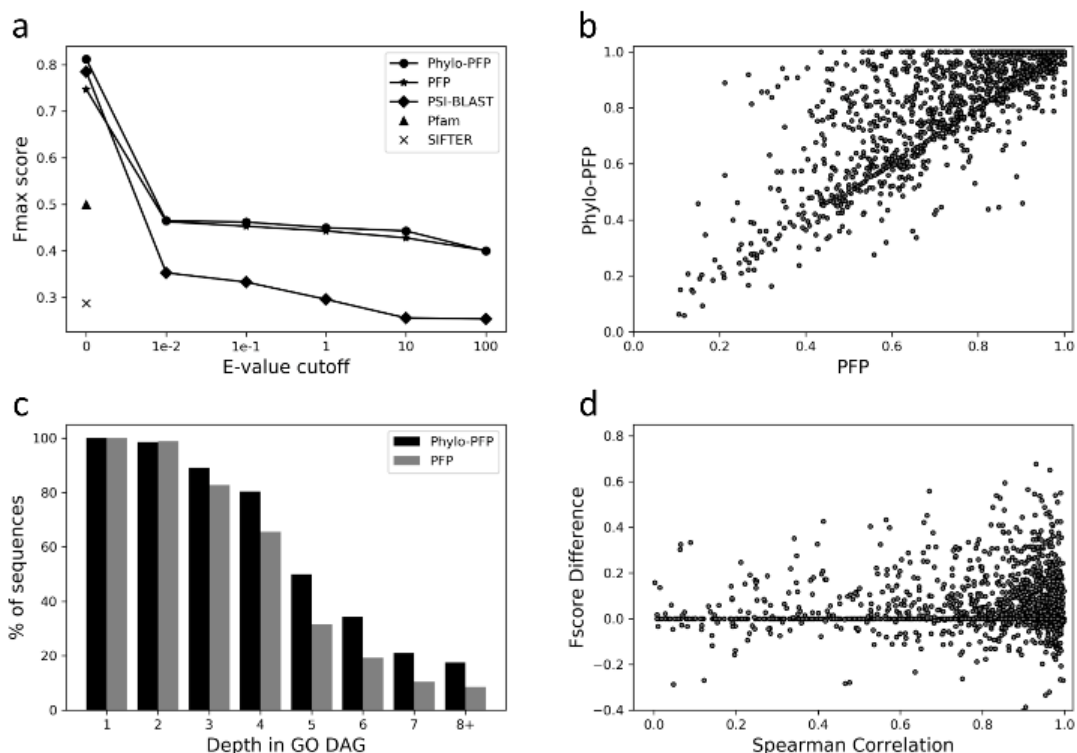 a
0.8
0.7
0.6
0.5
0.4
0.3
Fmax score
0
1e-2
1e-1
1
10
100
E-value cutoff
Phylo-PFP
PFP
PSI-BLAST
Pfam
SIFTER
b
1.0
0.8
0.6
0.4
0.2
0.0
Phylo-PFP
0.0
0.2
0.4
0.6
0.8
1.0
PFP
c
100
80
60
40
20
0
% of sequences
1
2
3
4
5
6
7
8+
Depth in GO DAG
Phylo-PFP
PFP
d
0.8
0.6
0.4
0.2
0.0
−0.2
−0.4
Fscore Difference
0.0
0.2
0.4
0.6
0.8
1.0
Spearman Correlation